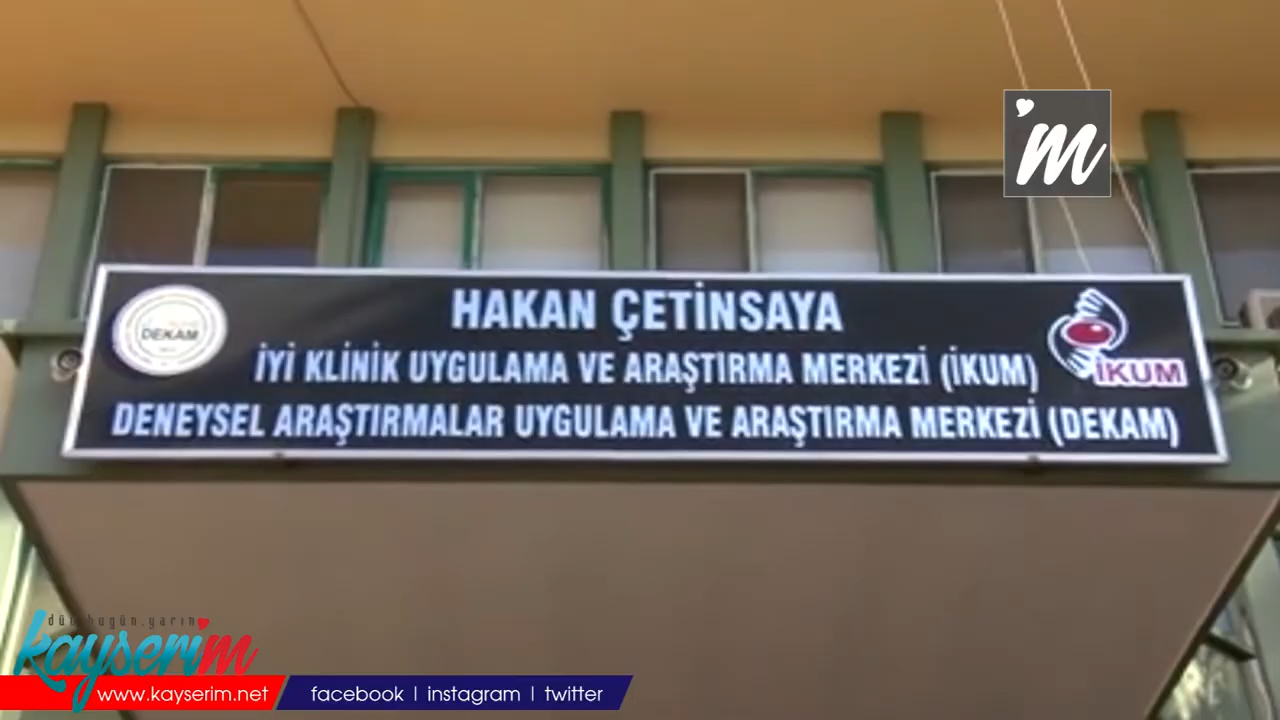 'm
HAKAN ÇETİNSAYA
DEKAM
İYİ KLİNİK UYGULAMA VE ARAŞTIRMA MERKEZİ (İKUM)
İKUM
DENEYSEL ARAŞTIRMALAR UYGULAMA VE ARAŞTIRMA MERKEZİ (DEKAM)
dün.bugün.yarın
kayserim
www.kayserim.net
facebook | instagram | twitter